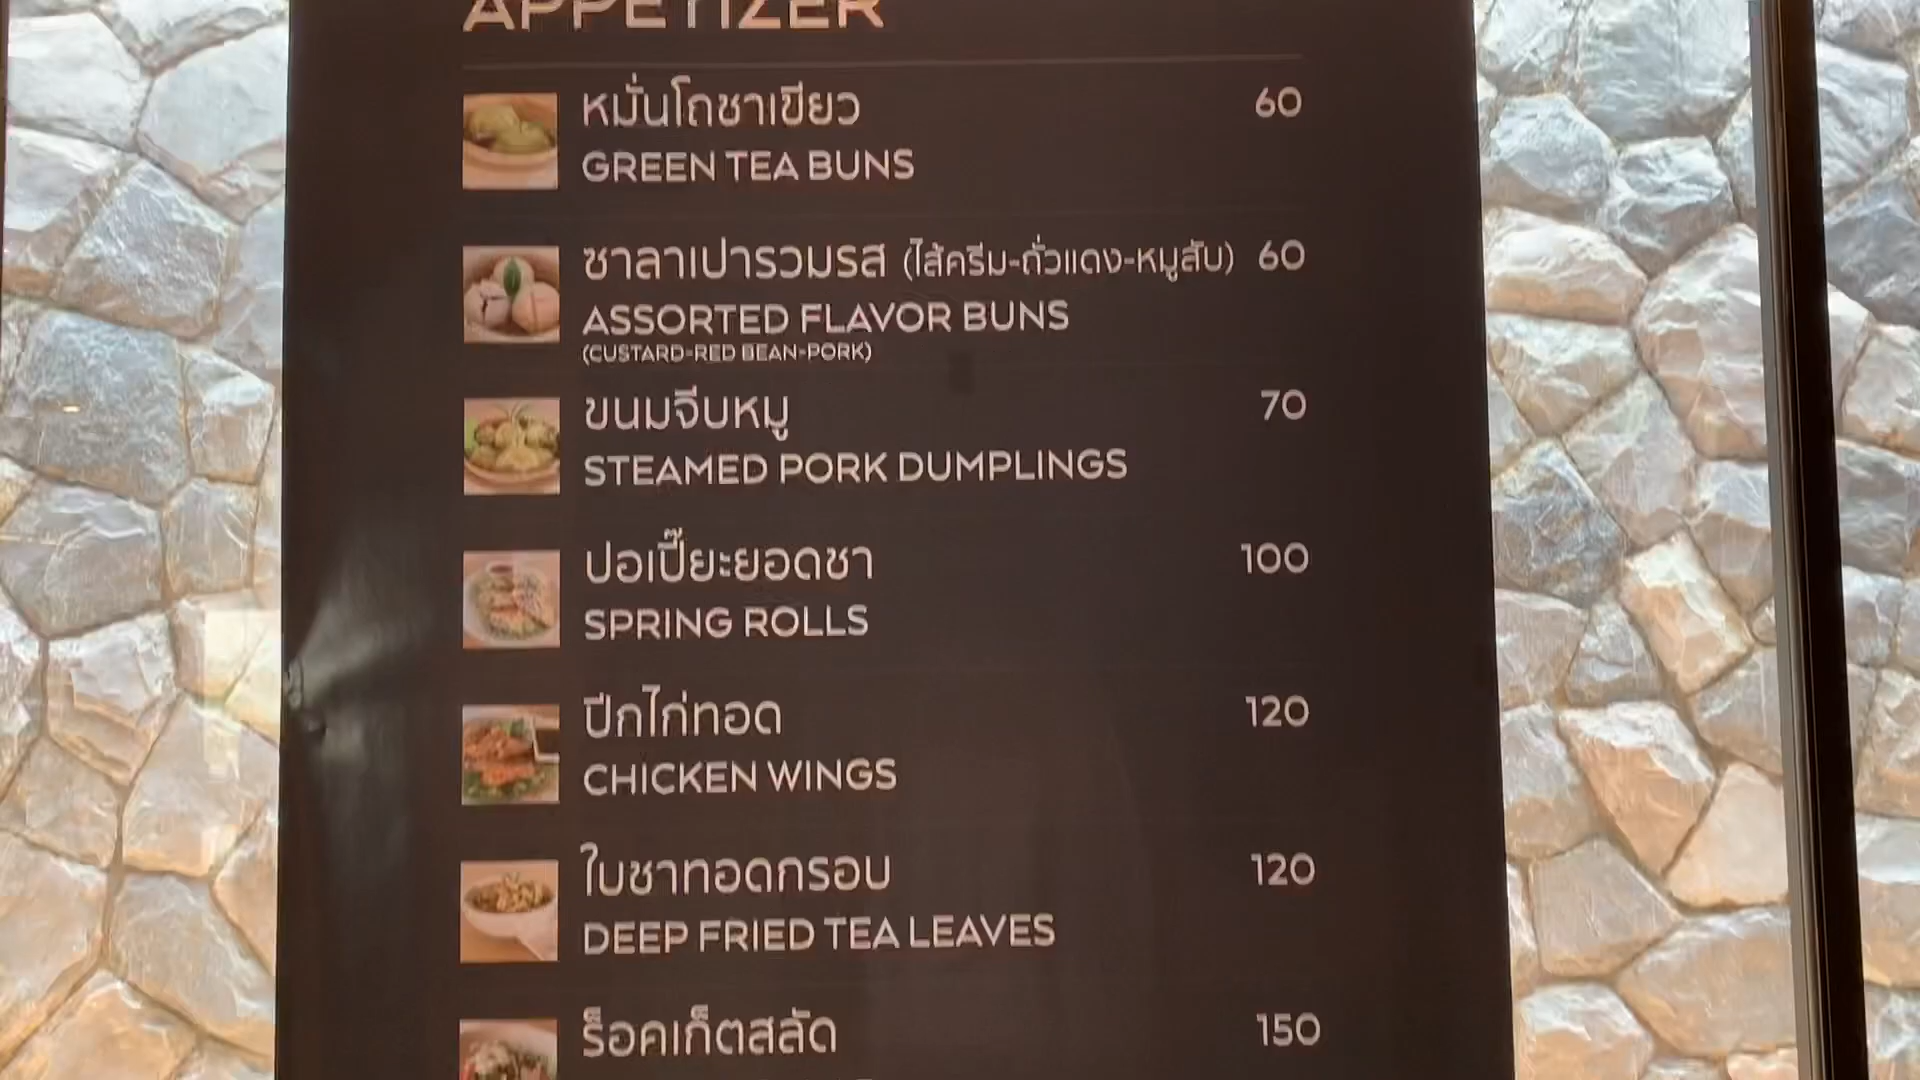 APPETIZER
หมั่นโถชาเขียว 60
GREEN TEA BUNS
ซาลาเปารวมรส (ไส้ครีม-ถั่วแดง-หมูสับ) 60
ASSORTED FLAVOR BUNS
(CUSTARD-RED BEAN-PORK)
ขนมจีบหมู 70
STEAMED PORK DUMPLINGS
ปอเปี๊ยะยอดชา 100
SPRING ROLLS
ปีกไก่ทอด 120
CHICKEN WINGS
ใบชาทอดกรอบ 120
DEEP FRIED TEA LEAVES
ร็อคเก็ตสลัด 150